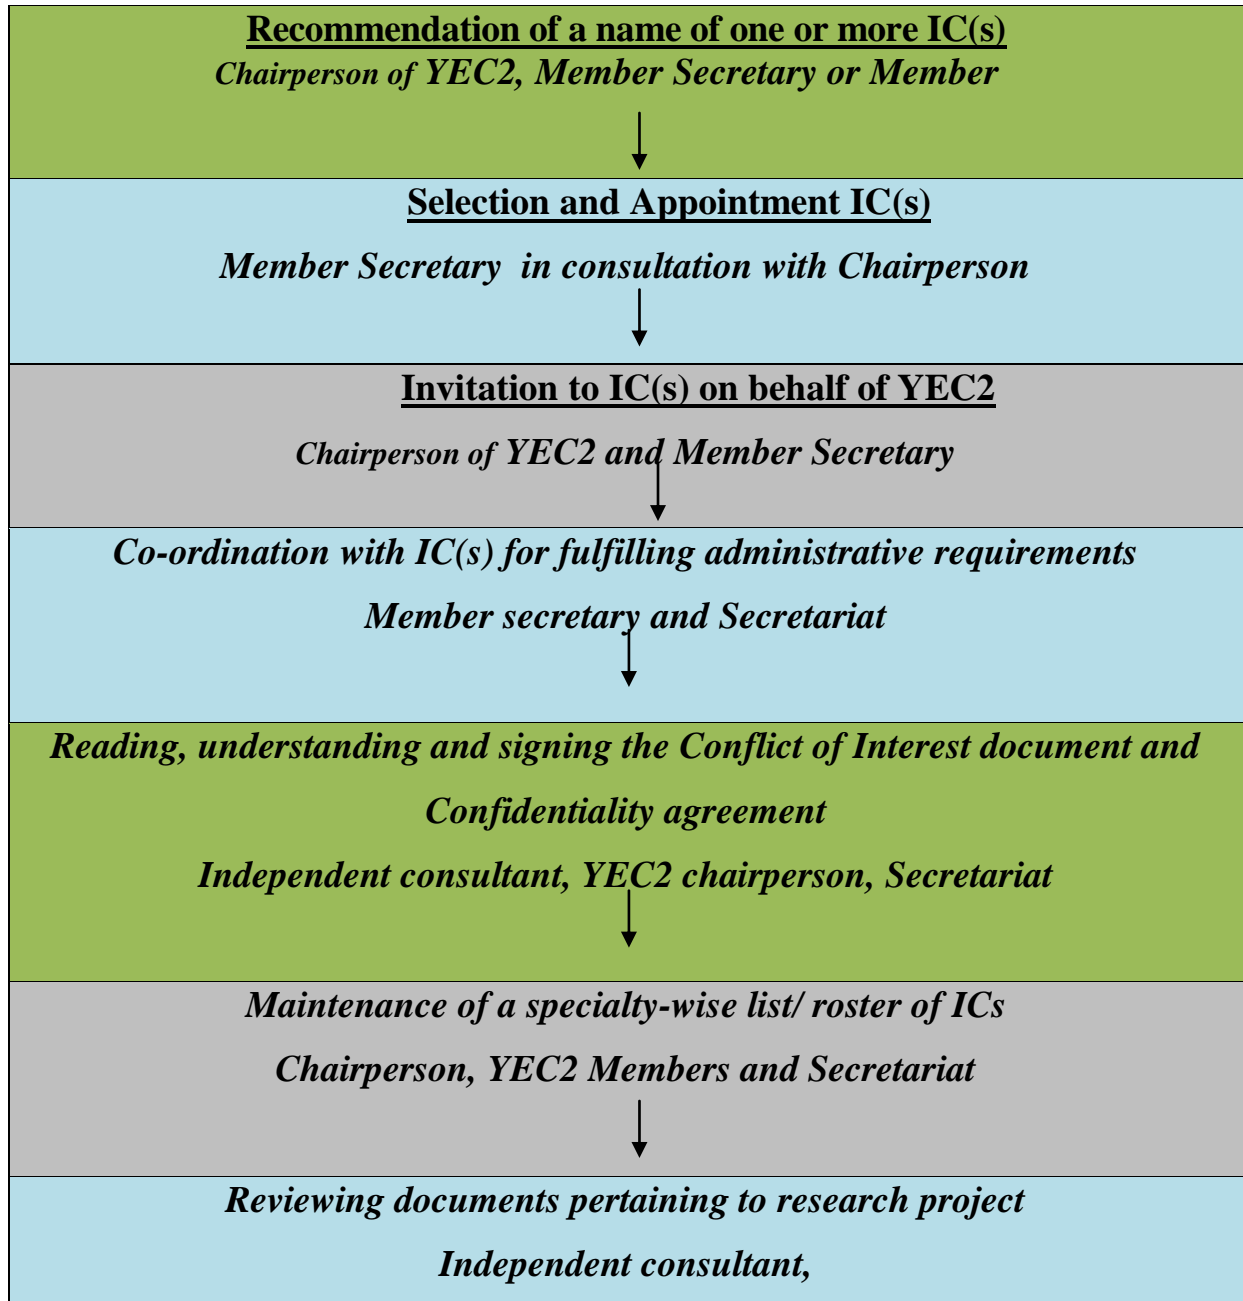 Recommendation of a name of one or more IC(s)
Chairperson of YEC2, Member Secretary or Member
Selection and Appointment IC(s)
Member Secretary in consultation with Chairperson
Invitation to IC(s) on behalf of YEC2
Chairperson of YEC2 and Member Secretary
Co-ordination with IC(s) for fulfilling administrative requirements
Member secretary and Secretariat
Reading, understanding and signing the Conflict of Interest document and
Confidentiality agreement
Independent consultant, YEC2 chairperson, Secretariat
Maintenance of a specialty-wise list/ roster of ICs
Chairperson, YEC2 Members and Secretariat
Reviewing documents pertaining to research project
Independent consultant,